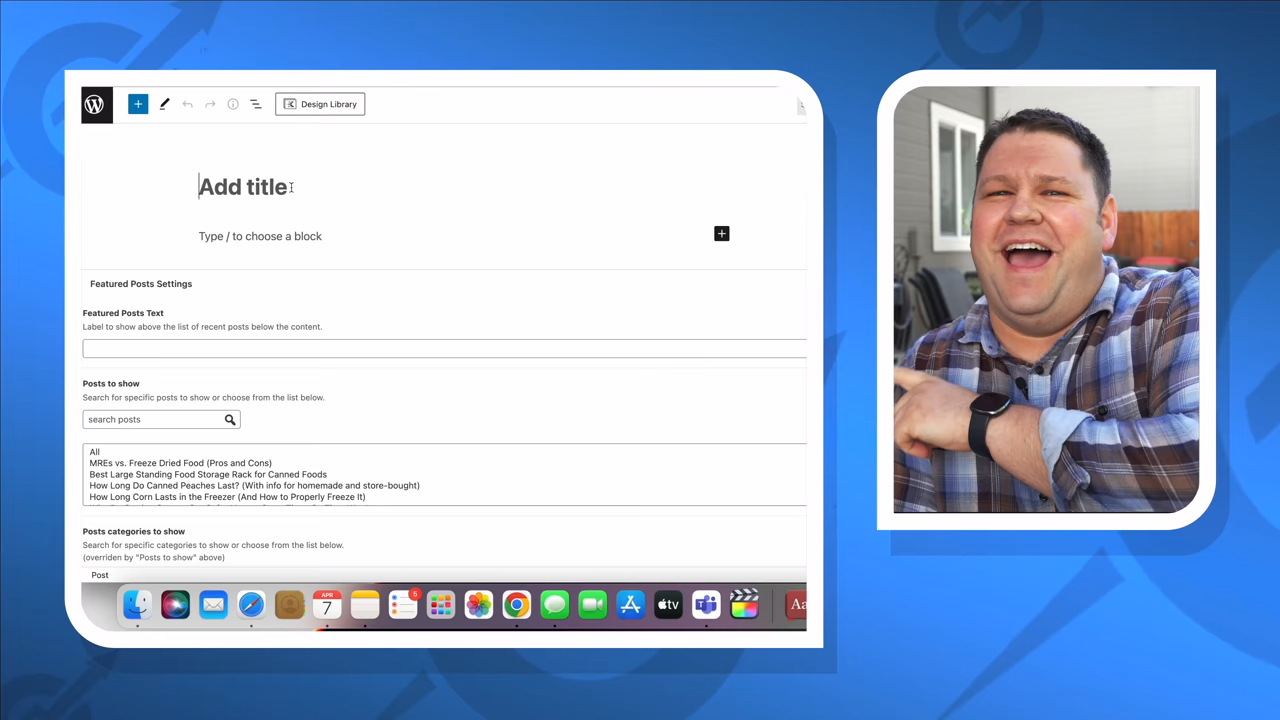 Design Library
Add title
Type / to choose a block
Featured Posts Settings
Featured Posts Text
Label to show above the list of recent posts below the content.
Posts to show
Search for specific posts to show or choose from the list below.
search posts
All
MREs vs. Freeze Dried Food (Pros and Cons)
Best Large Standing Food Storage Rack for Canned Foods
How Long Do Canned Peaches Last? (With info for homemade and store-bought)
How Long Corn Lasts in the Freezer (And How to Properly Freeze It)
Posts categories to show
Search for specific categories to show or choose from the list below.
(overriden by "Posts to show" above)
Post
APR
7
5
tv
Aa